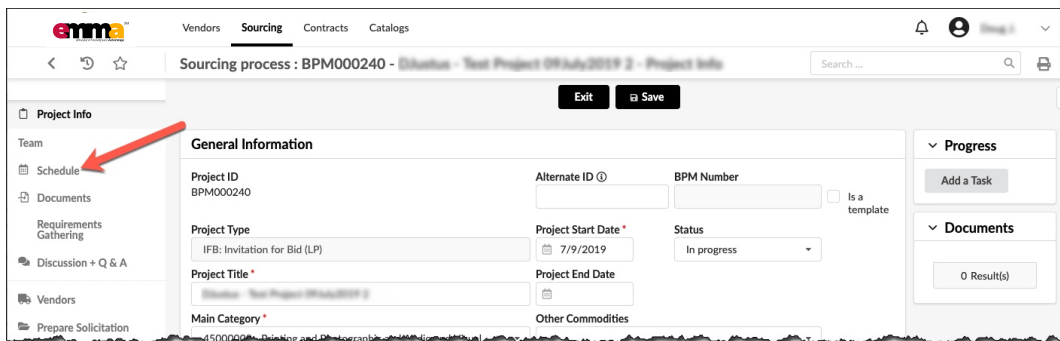 emma
Vendors Sourcing Contracts Catalogs
Sourcing process : BPM000240 -
Search ...
Exit Save
Project Info
Team
Schedule
Documents
Requirements
Gathering
Discussion + Q & A
Vendors
Prepare Solicitation
General Information
Project ID
BPM000240
Alternate ID
BPM Number
Is a
template
Project Type
IFB: Invitation for Bid (LP)
Project Start Date *
7/9/2019
Status
In progress
Project Title *
Project End Date
Main Category *
Other Commodities
Progress
Add a Task
Documents
0 Result(s)